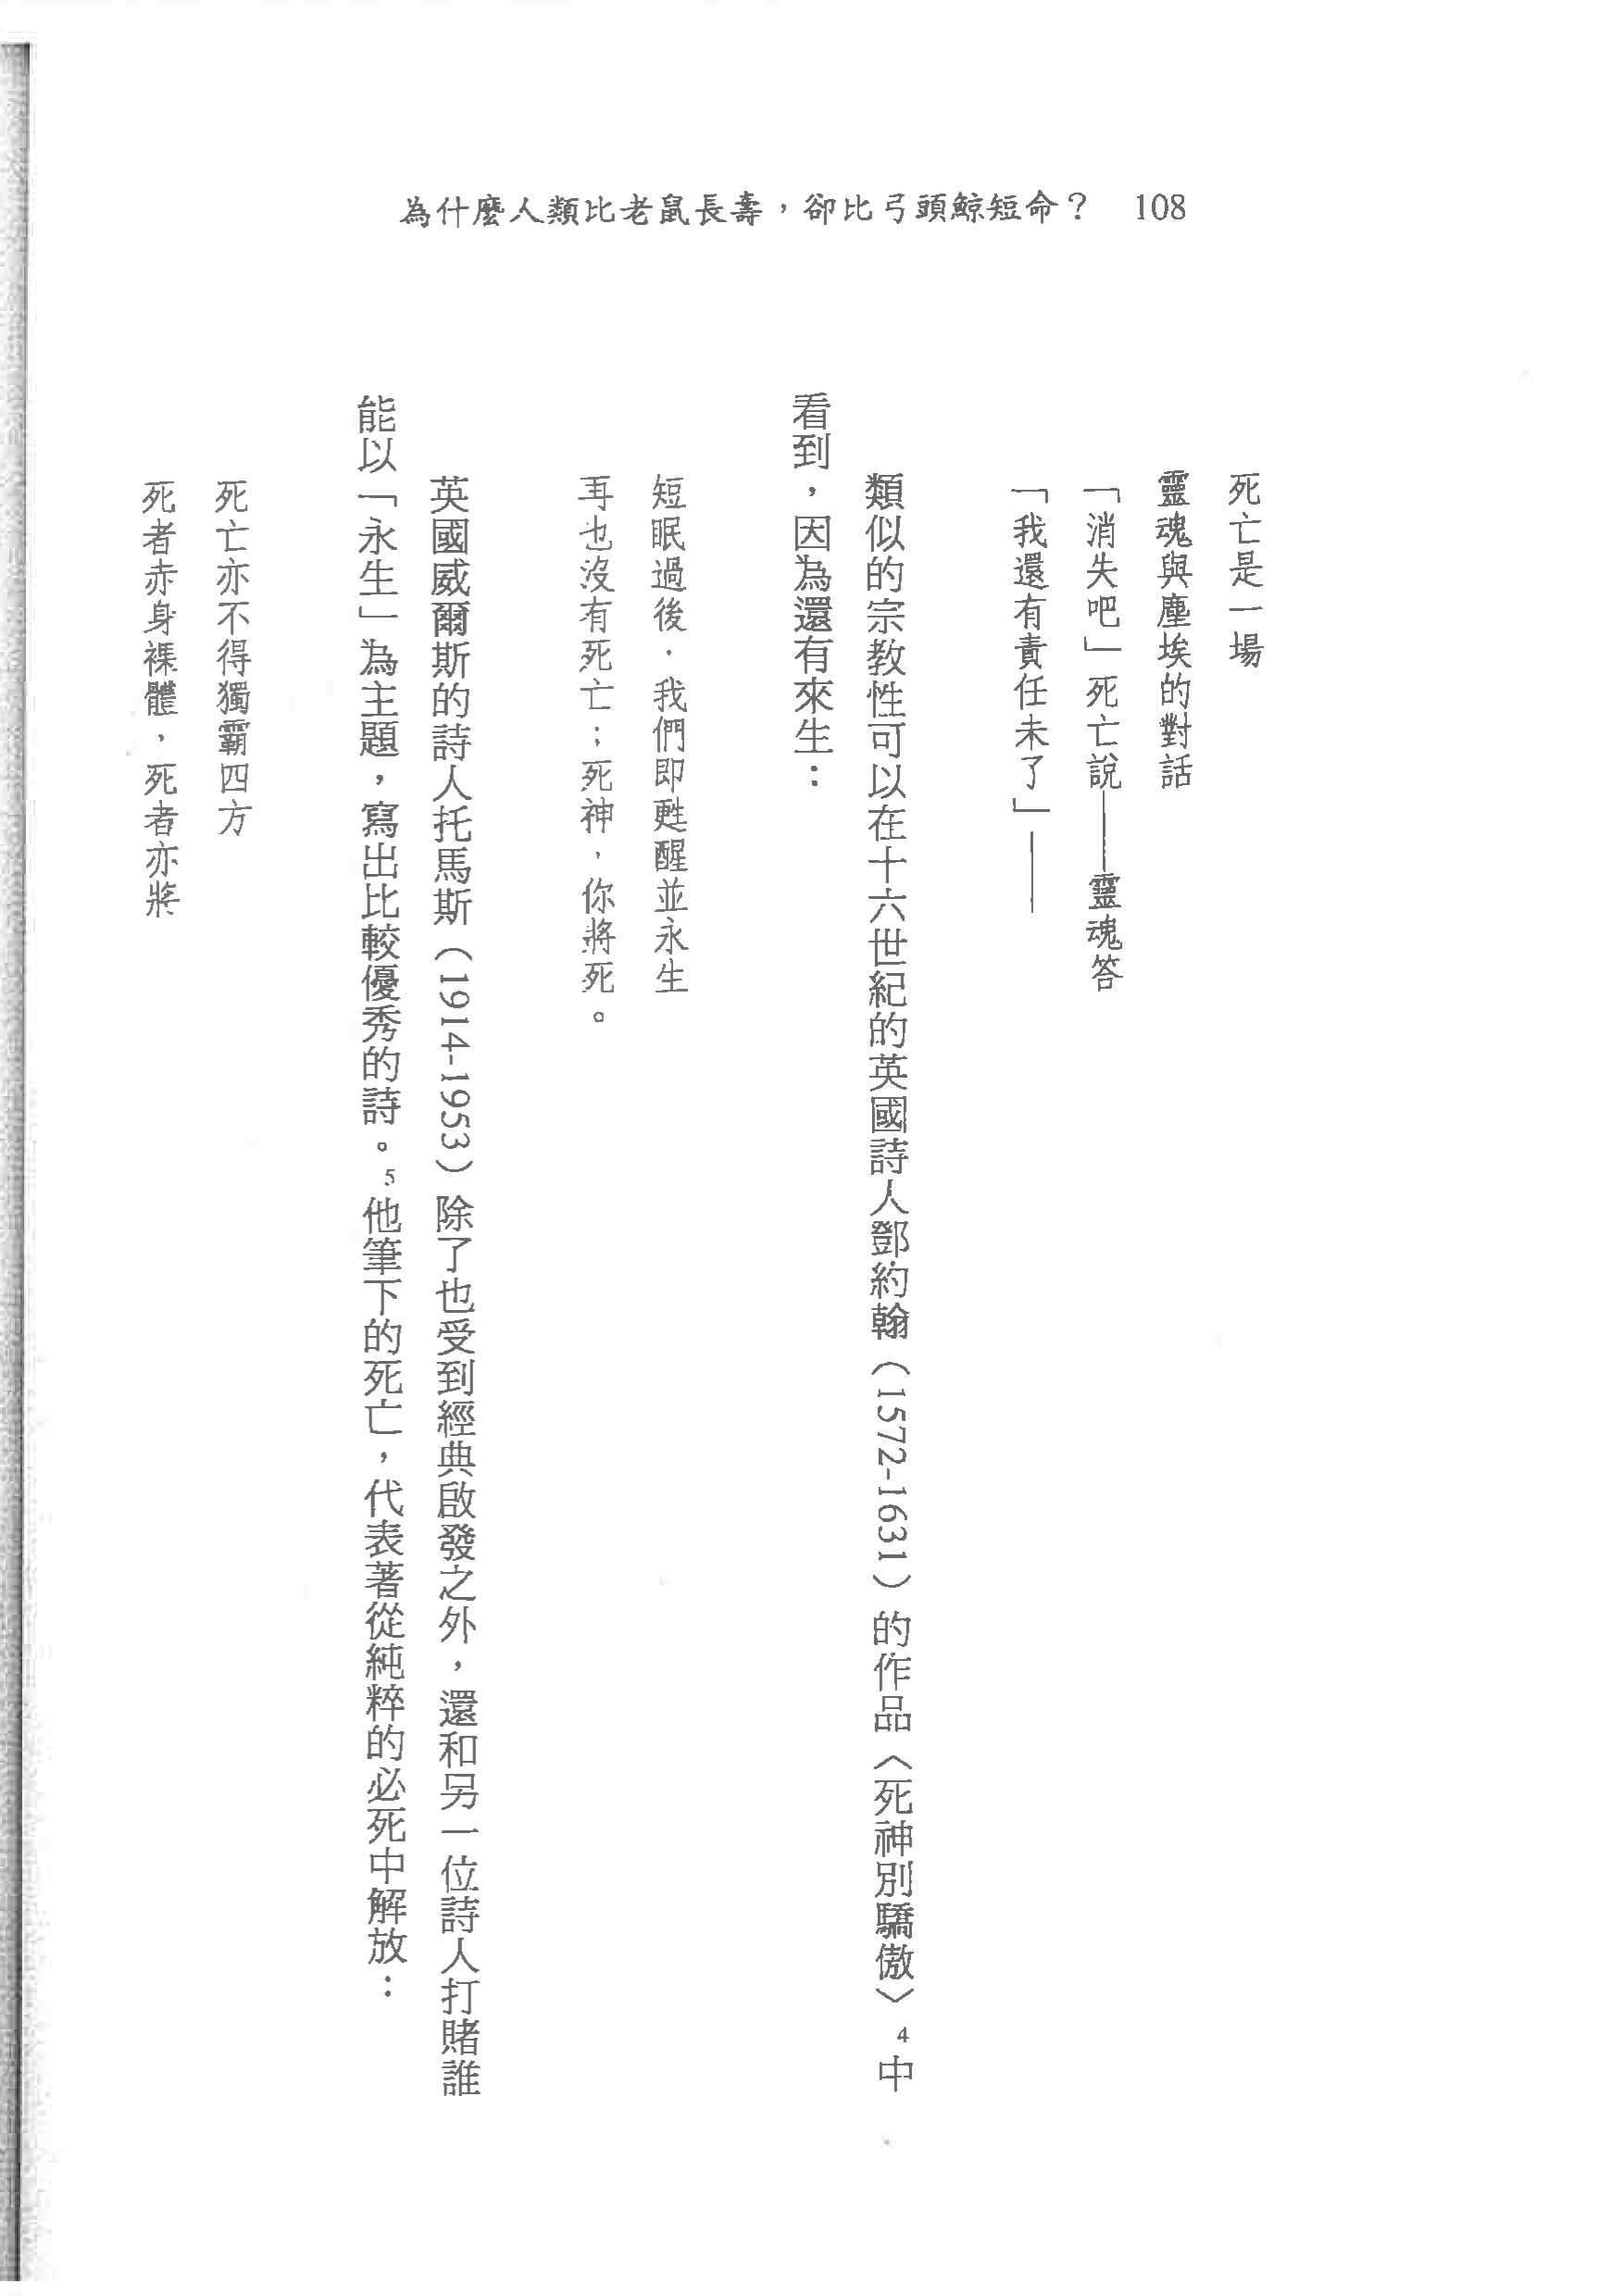 為什麼人類比老鼠長壽，卻比弓頭鯨短命？ 108
死亡是一場
靈魂與塵埃的對話
「消失吧」死亡說——靈魂答
「我還有責任未了」——
類似的宗教性可以在十六世紀的英國詩人鄧約翰（1572-1631）的作品〈死神別驕傲〉4中
看到，因為還有來生：
短眠過後，我們即甦醒並永生
再也沒有死亡；死神，你將死。
英國威爾斯的詩人托馬斯（1914-1953）除了也受到經典啟發之外，還和另一位詩人打賭誰
能以「永生」為主題，寫出比較優秀的詩。5他筆下的死亡，代表著從純粹的必死中解放：
死亡亦不得獨霸四方
死者赤身裸體，死者亦將